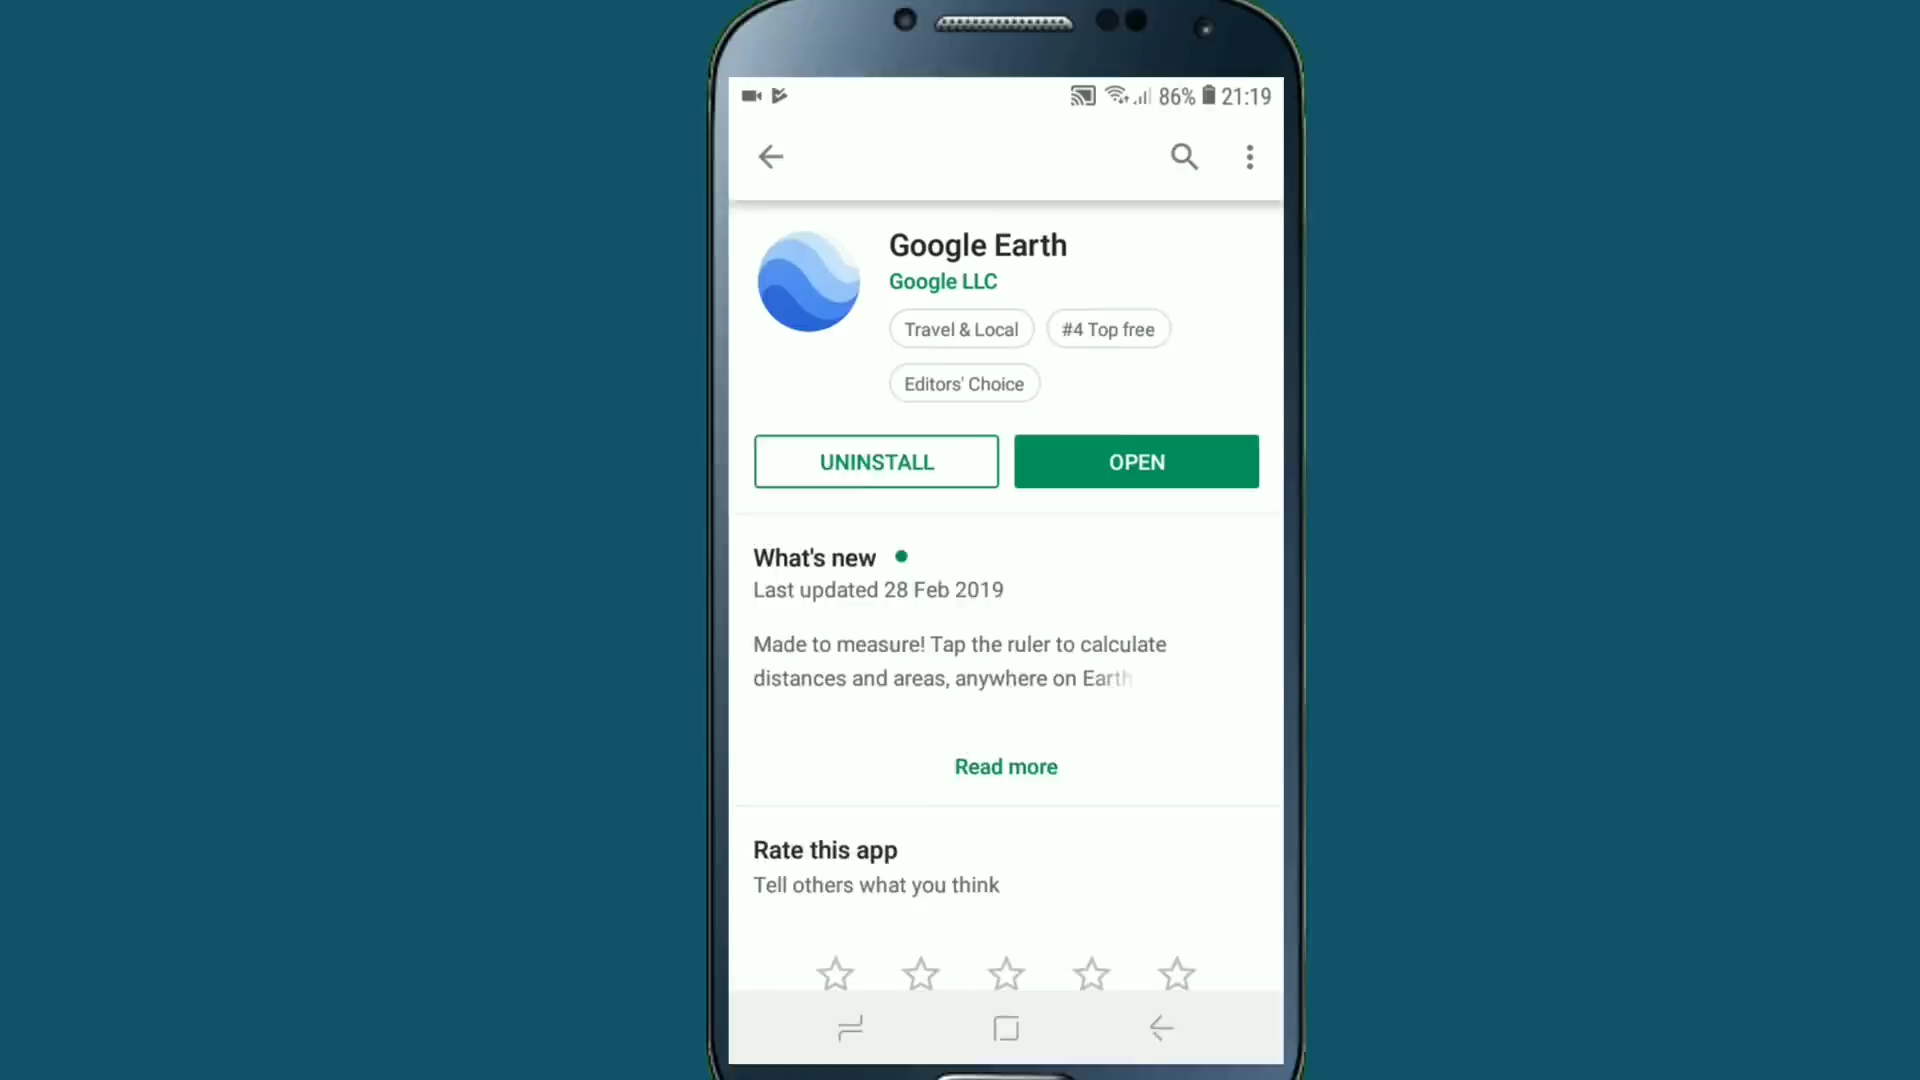 86% 21:19
Google Earth
Google LLC
Travel & Local #4 Top free
Editors' Choice
UNINSTALL OPEN
What's new
Last updated 28 Feb 2019
Made to measure! Tap the ruler to calculate
distances and areas, anywhere on Earth
Read more
Rate this app
Tell others what you think